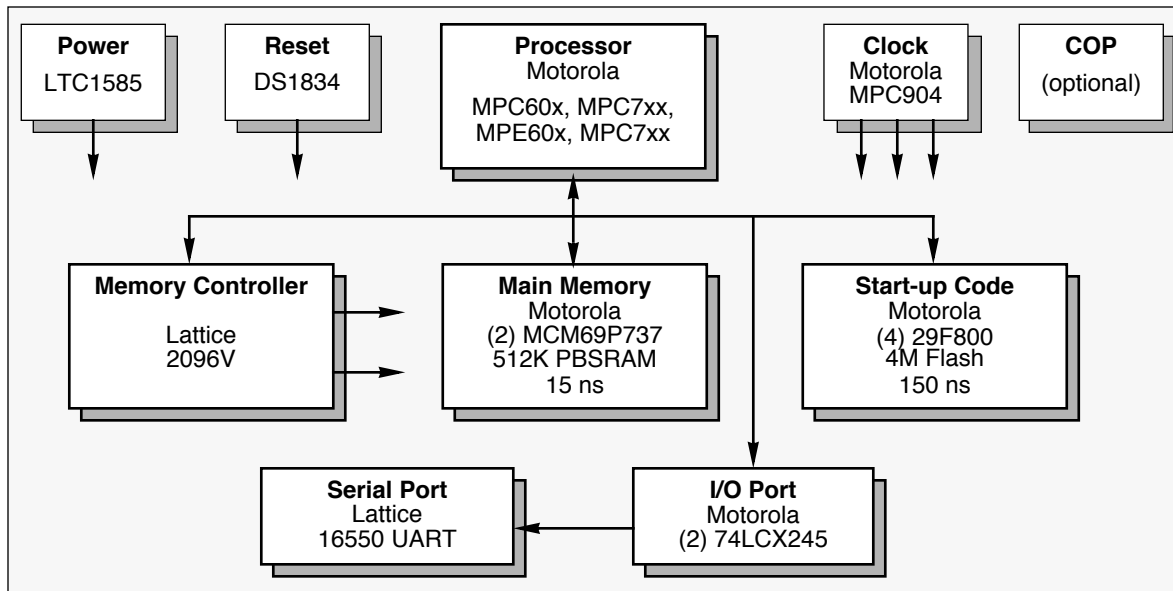 Power
LTC1585
Reset
DS1834
Processor
Motorola
MPC60x, MPC7xx,
MPE60x, MPC7xx
Clock
Motorola
MPC904
COP
(optional)
Memory Controller
Lattice
2096V
Main Memory
Motorola
(2) MCM69P737
512K PBSRAM
15 ns
Start-up Code
Motorola
(4) 29F800
4M Flash
150 ns
Serial Port
Lattice
16550 UART
I/O Port
Motorola
(2) 74LCX245